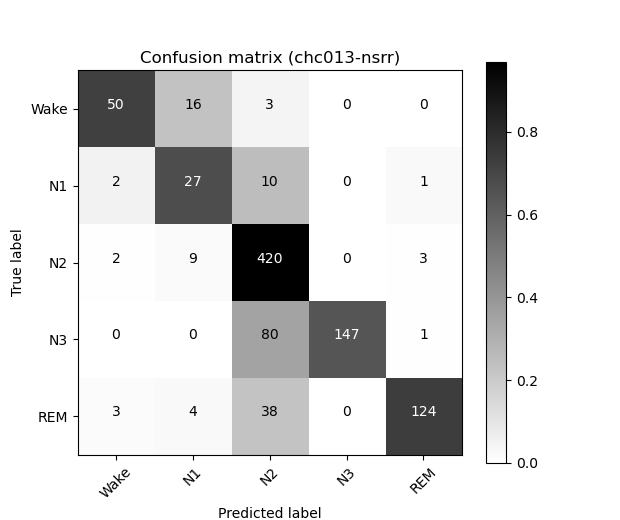 Confusion matrix (chc013-nsrr)
Wake 50 16 3 0 0
N1 2 27 10 0 1
N2 2 9 420 0 3
N3 0 0 80 147 1
REM 3 4 38 0 124
Wake N1 N2 N3 REM
True label
Predicted label
0.8
0.6
0.4
0.2
0.0